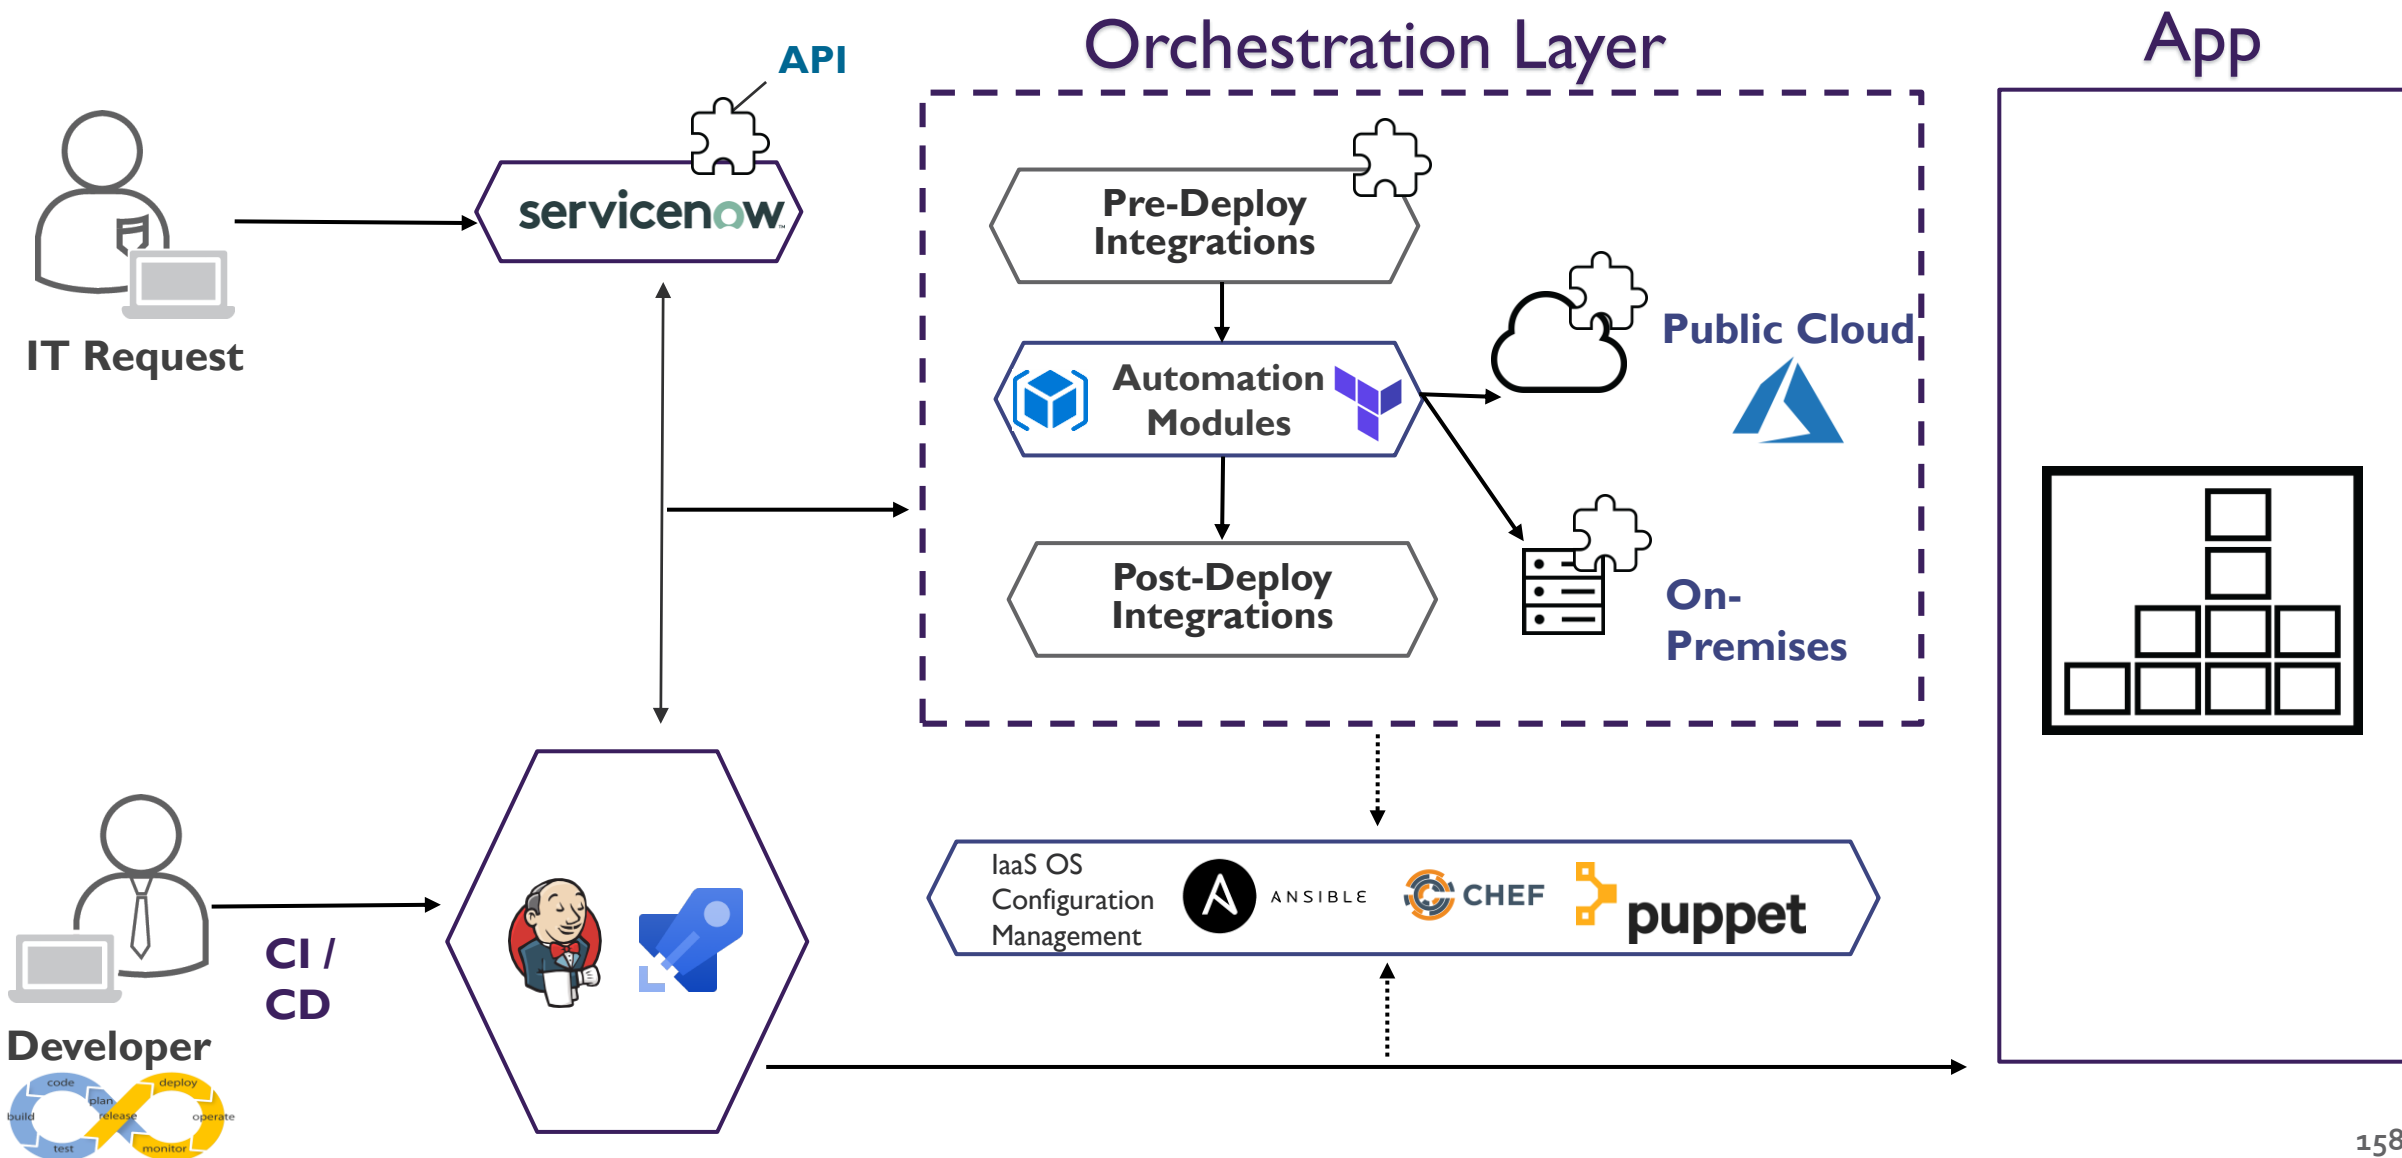 Orchestration Layer
App
API
servicenow
Pre-Deploy
Integrations
IT Request
Public Cloud
Automation
Modules
Post-Deploy
Integrations
On-
Premises
IaaS OS
Configuration
Management
ANSIBLE
CHEF
puppet
CI /
CD
Developer
code
build
test
plan
release
deploy
operate
monitor
158